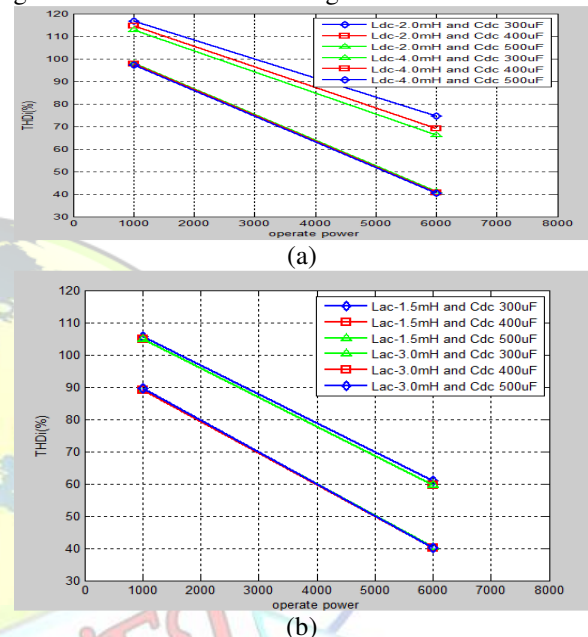 120
110
100
90
80
70
60
50
40
30
THDI(%)
Ldc-2.0mH and Cdc 300uF
Ldc-2.0mH and Cdc 400uF
Ldc-2.0mH and Cdc 500uF
Ldc-4.0mH and Cdc 300uF
Ldc-4.0mH and Cdc 400uF
Ldc-4.0mH and Cdc 500uF
0 1000 2000 3000 4000 5000 6000 7000 8000
operate power
(a)
120
110
100
90
80
70
60
50
40
30
THDI(%)
Lac-1.5mH and Cdc 300uF
Lac-1.5mH and Cdc 400uF
Lac-1.5mH and Cdc 500uF
Lac-3.0mH and Cdc 300uF
Lac-3.0mH and Cdc 400uF
Lac-3.0mH and Cdc 500uF
0 1000 2000 3000 4000 5000 6000 7000 8000
operate power
(b)